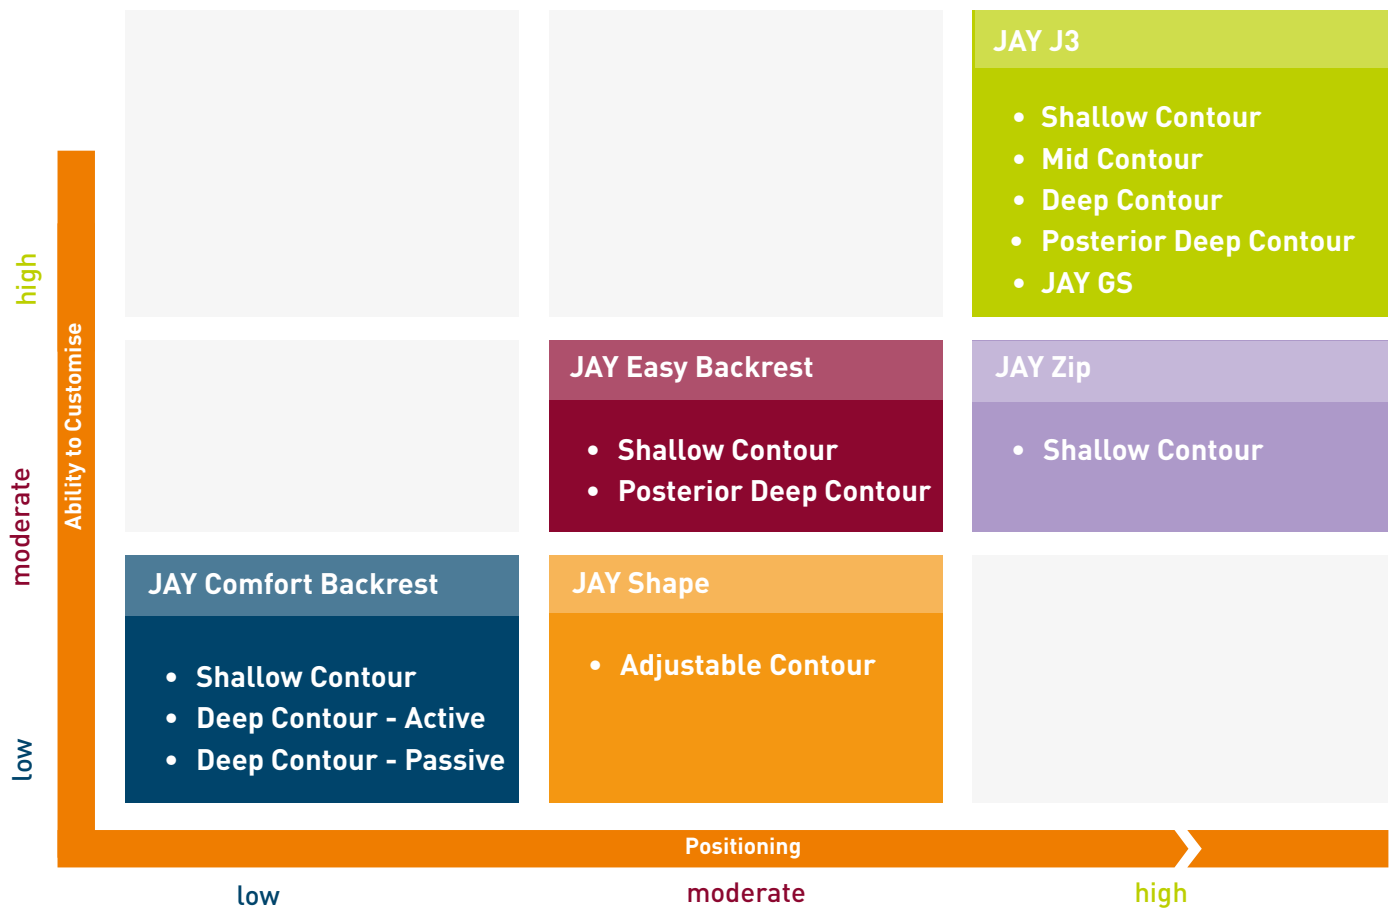 JAY J3
• Shallow Contour
• Mid Contour
• Deep Contour
• Posterior Deep Contour
• JAY GS
high
Ability to Customise
JAY Easy Backrest
• Shallow Contour
• Posterior Deep Contour
JAY Zip
• Shallow Contour
moderate
JAY Comfort Backrest
• Shallow Contour
• Deep Contour - Active
• Deep Contour - Passive
JAY Shape
• Adjustable Contour
low
Positioning
low
moderate
high